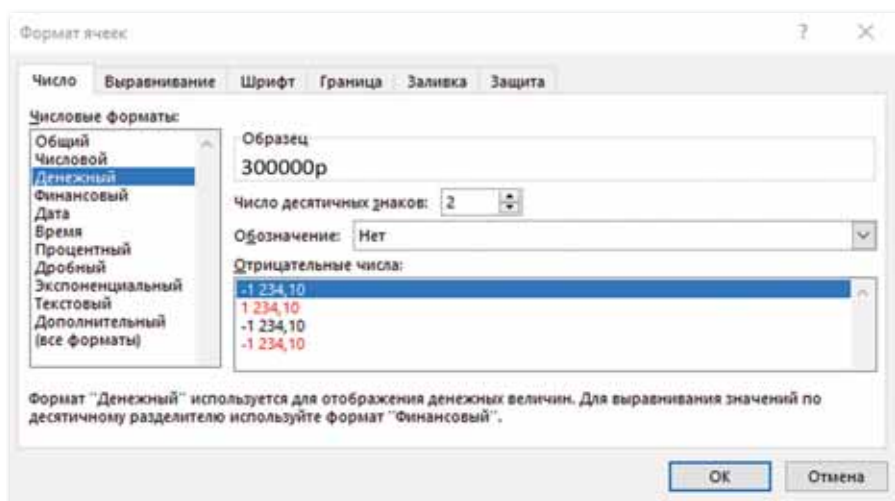 Формат ячеек
Число Выравнивание Шрифт Граница Заливка Защита
Числовые форматы:
Общий
Числовой
Денежный
Финансовый
Дата
Время
Процентный
Дробный
Экспоненциальный
Текстовый
Дополнительный
(все форматы)
Образец
300000р
Число десятичных знаков: 2
Обозначение: Нет
Отрицательные числа:
-1 234,10
1 234,10
-1 234,10
-1 234,10
Формат "Денежный" используется для отображения денежных величин. Для выравнивания значений по
десятичному разделителю используйте формат "Финансовый".
ОК Отмена